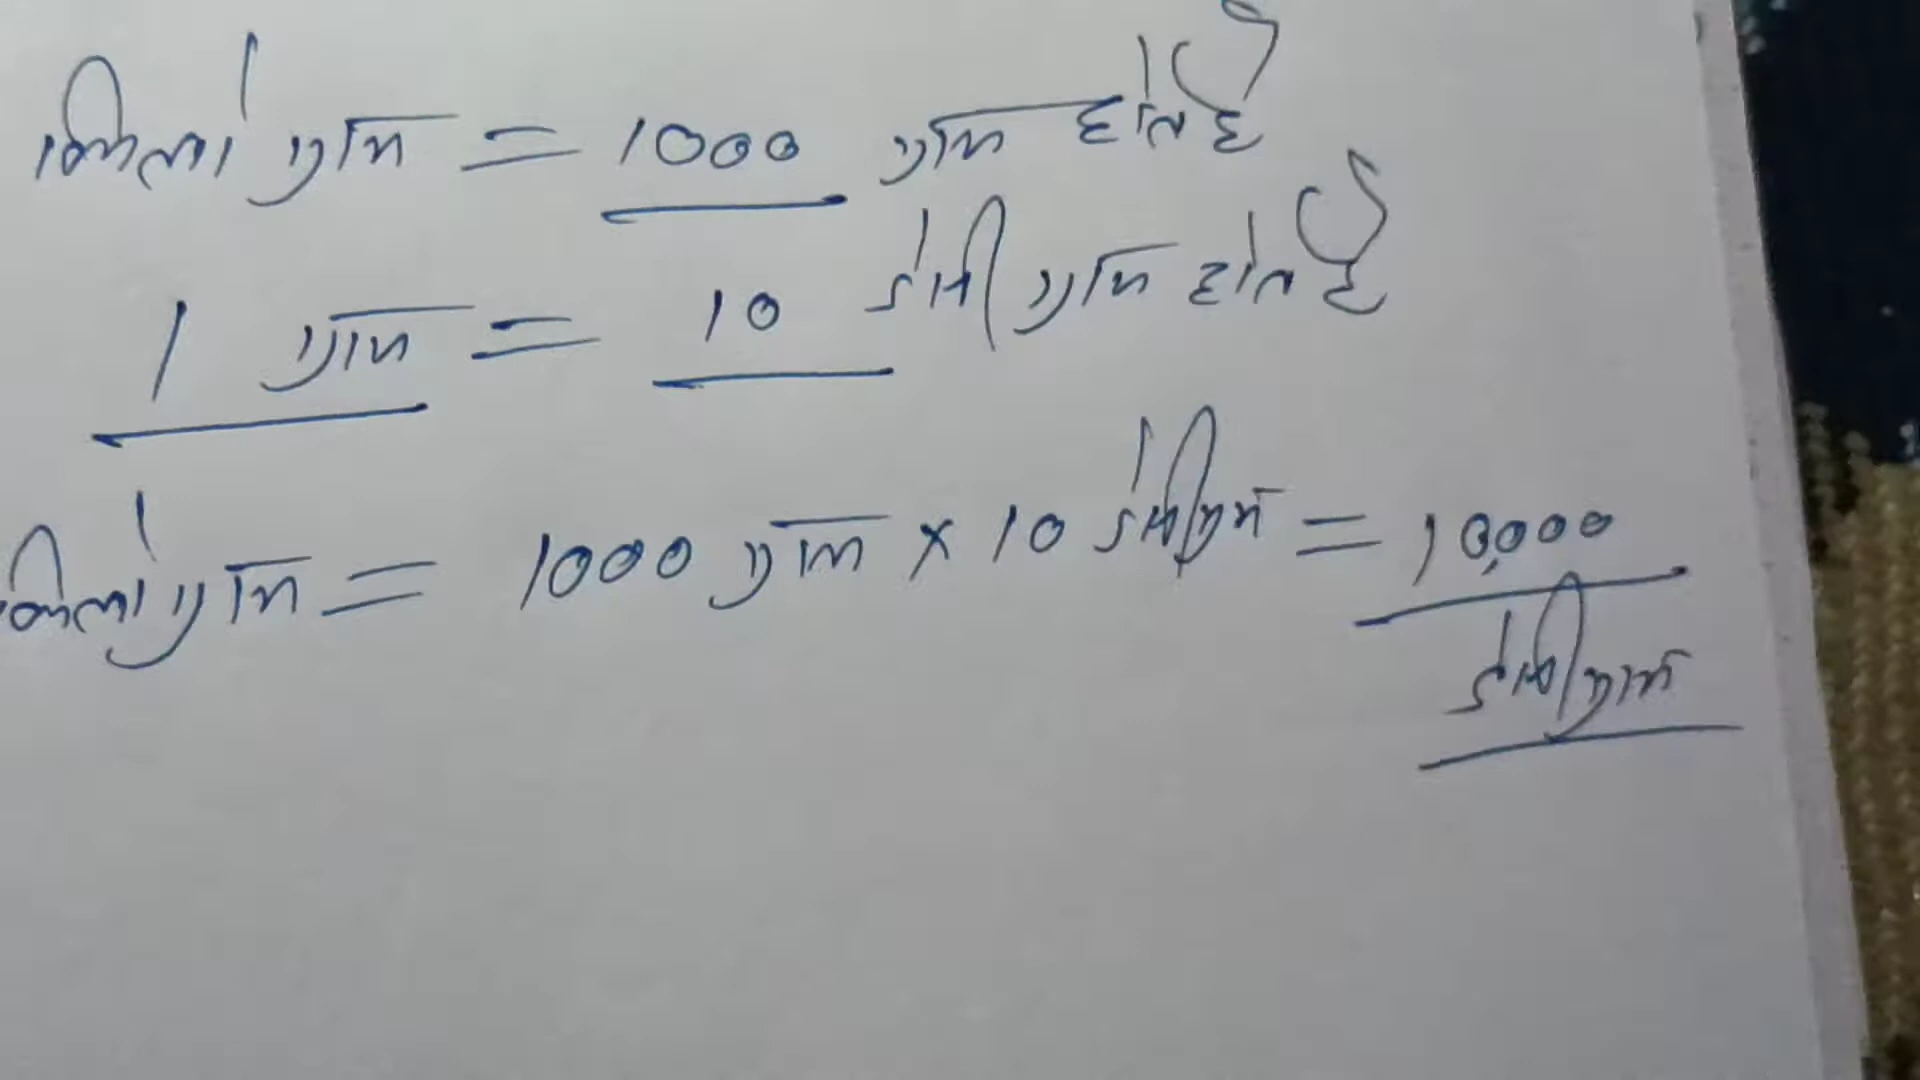 किलो ग्राम = 1000 ग्राम होते है
1 ग्राम = 10 डेसी ग्राम होते है
किलोग्राम = 1000 ग्राम × 10 डेसीग्राम = 10,000
डेसीग्राम